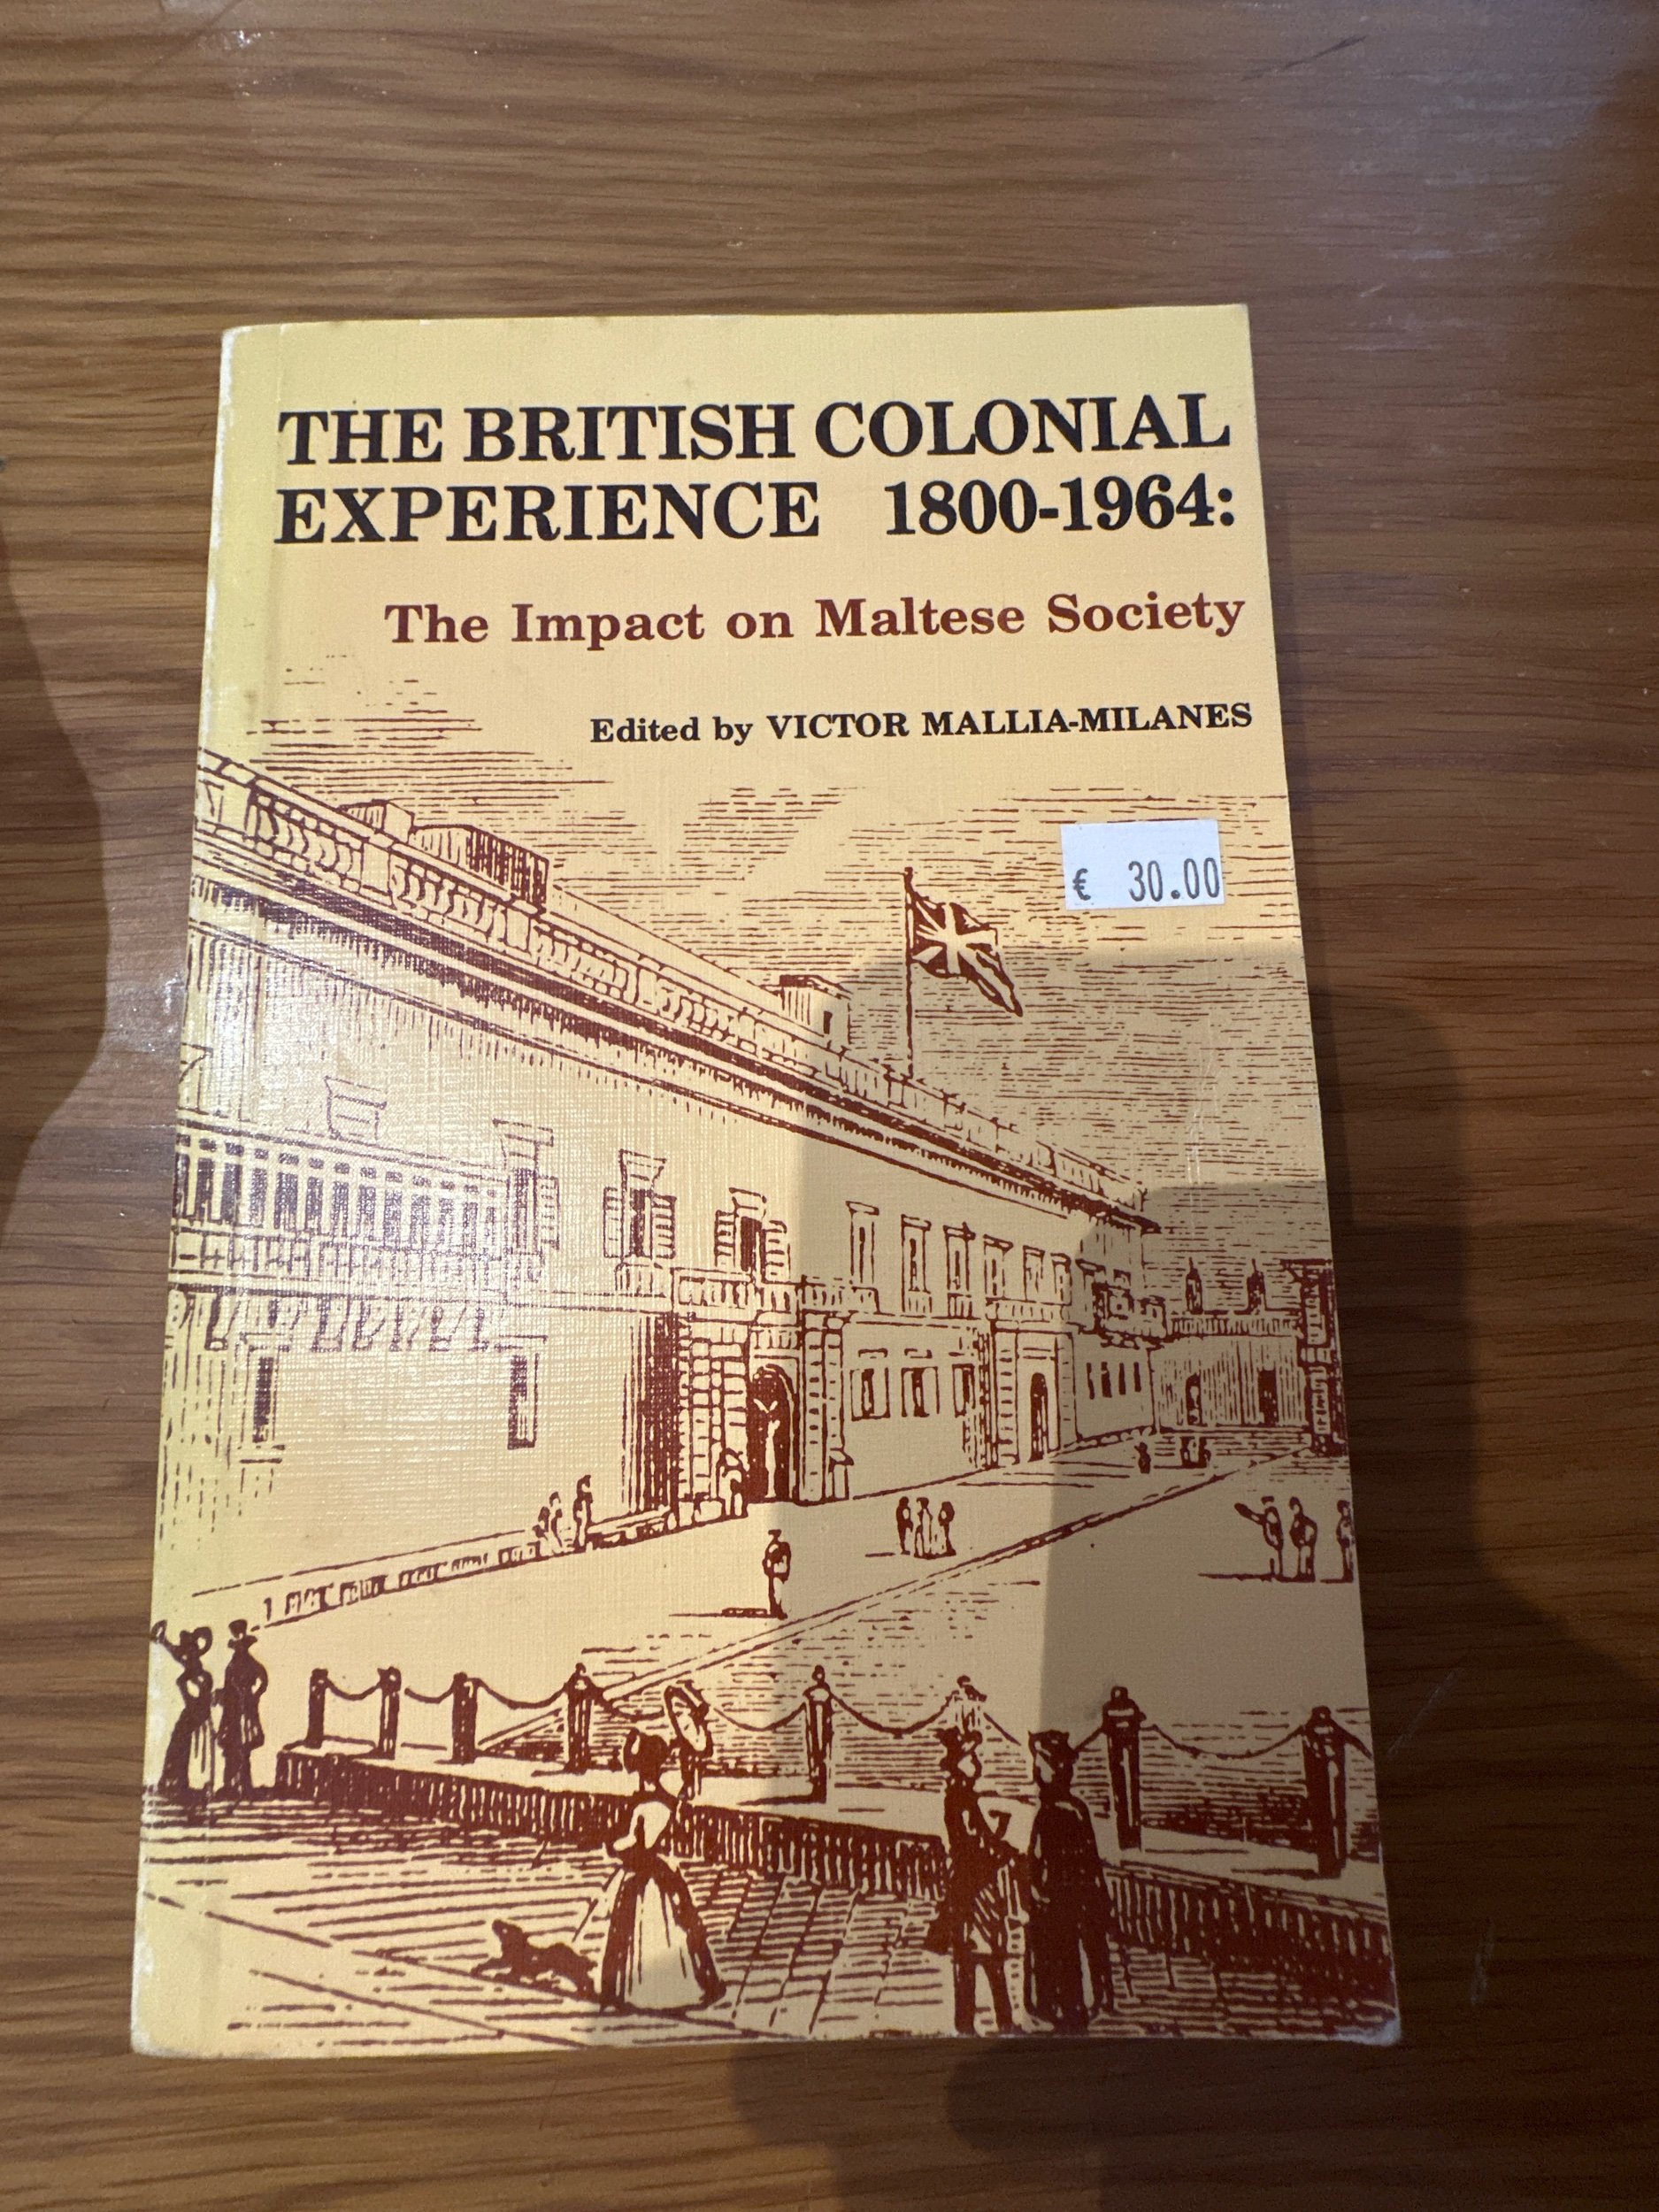 THE BRITISH COLONIAL
EXPERIENCE 1800-1964:
The Impact on Maltese Society
Edited by VICTOR MALLIA-MILANES
€ 30.00